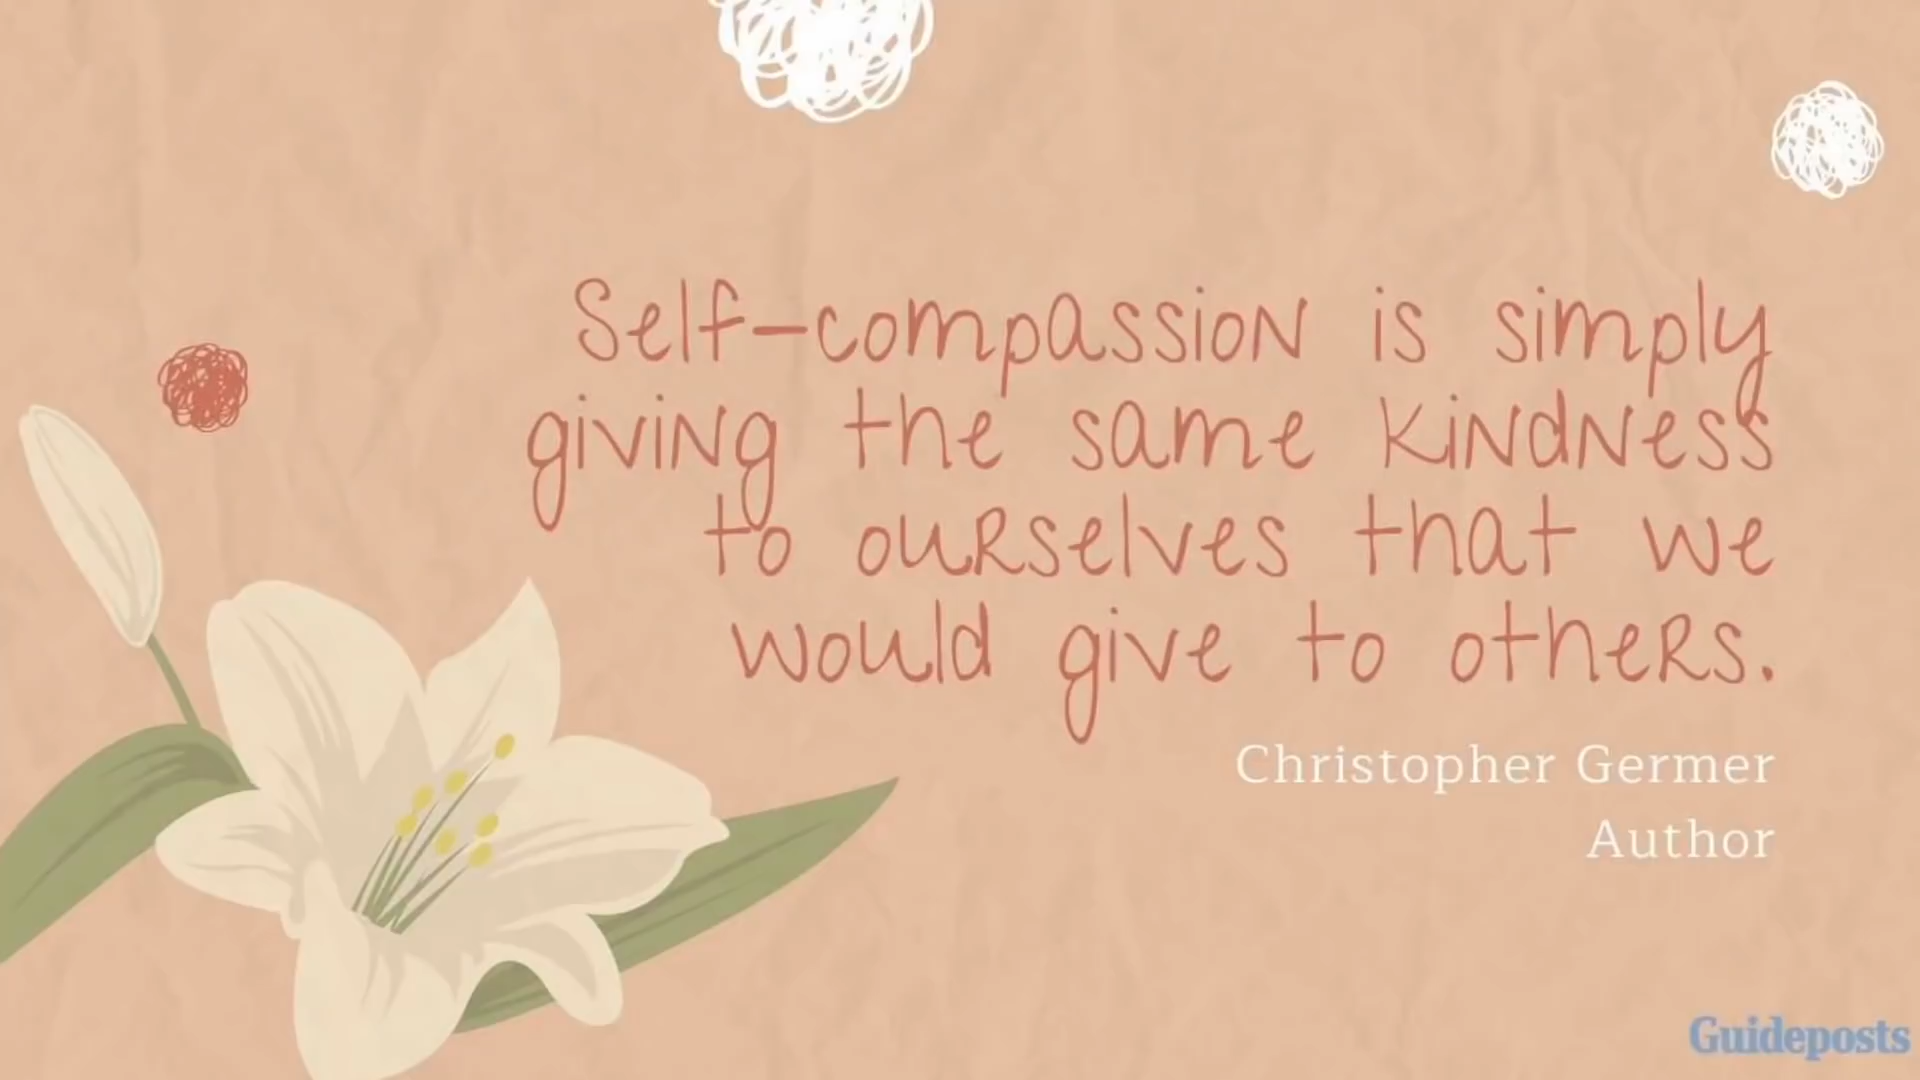 Self-compassion is simply
giving the same kindness
to ourselves that we
would give to others.
Christopher Germer
Author
Guideposts